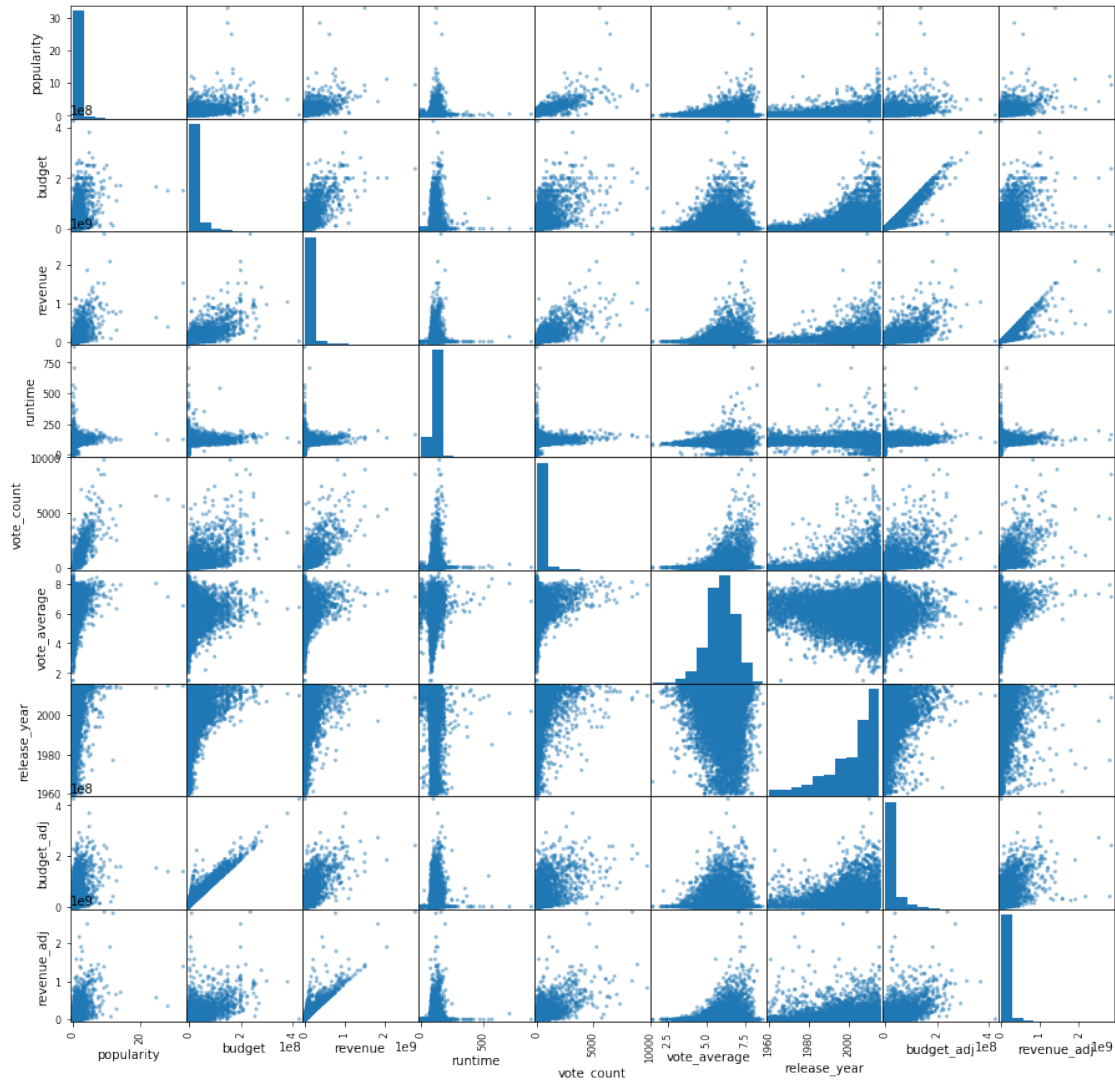 30
20
10
0
popularity
1e8
4
2
0
budget
1e9
2
1
0
revenue
750
500
250
0
runtime
10000
5000
0
vote_count
8
6
4
2
vote_average
2000
1980
1960
release_year
1e8
4
2
0
budget_adj
1e9
2
1
0
revenue_adj
0 20
popularity
0 2 4
budget 1e8
0 1 2
revenue 1e9
0 500
runtime
0 5000 10000
vote_count
2.5 5.0 7.5
vote_average
1960 1980 2000
release_year
0 2 4
budget_adj 1e8
0 1 2
revenue_adj 1e9